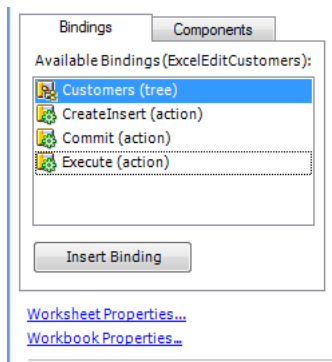 Bindings
Components
Available Bindings(ExcelEditCustomers):
Customers (tree)
CreateInsert (action)
Commit (action)
Execute (action)
Insert Binding
Worksheet Properties...
Workbook Properties...